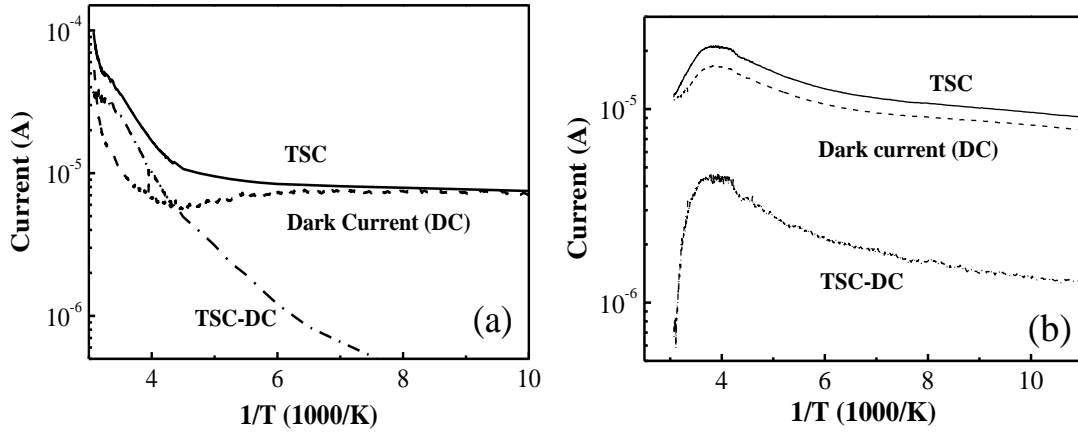 10⁻⁴
10⁻⁵
10⁻⁶
Current (A)
TSC
Dark Current (DC)
TSC-DC
(a)
4 6 8 10
1/T (1000/K)
10⁻⁵
10⁻⁶
Current (A)
TSC
Dark current (DC)
TSC-DC
(b)
4 6 8 10
1/T (1000/K)